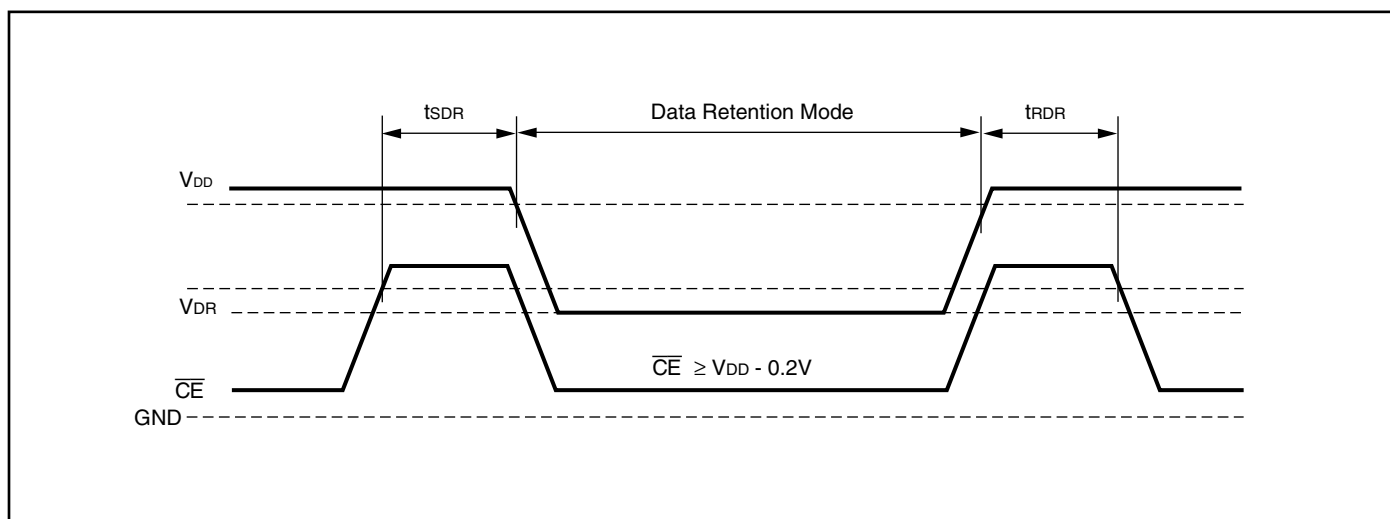 tSDR
Data Retention Mode
tRDR
VDD
VDR
CE ≥ VDD - 0.2V
CE
GND